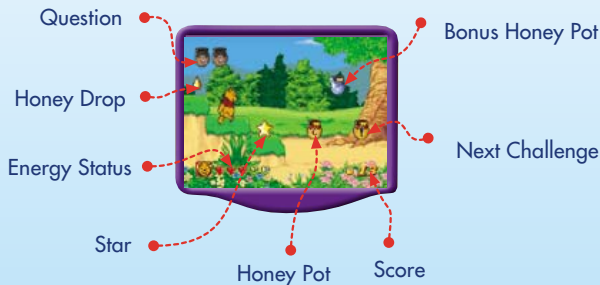 Question
Bonus Honey Pot
Honey Drop
Next Challenge
Energy Status
Star
Honey Pot
Score